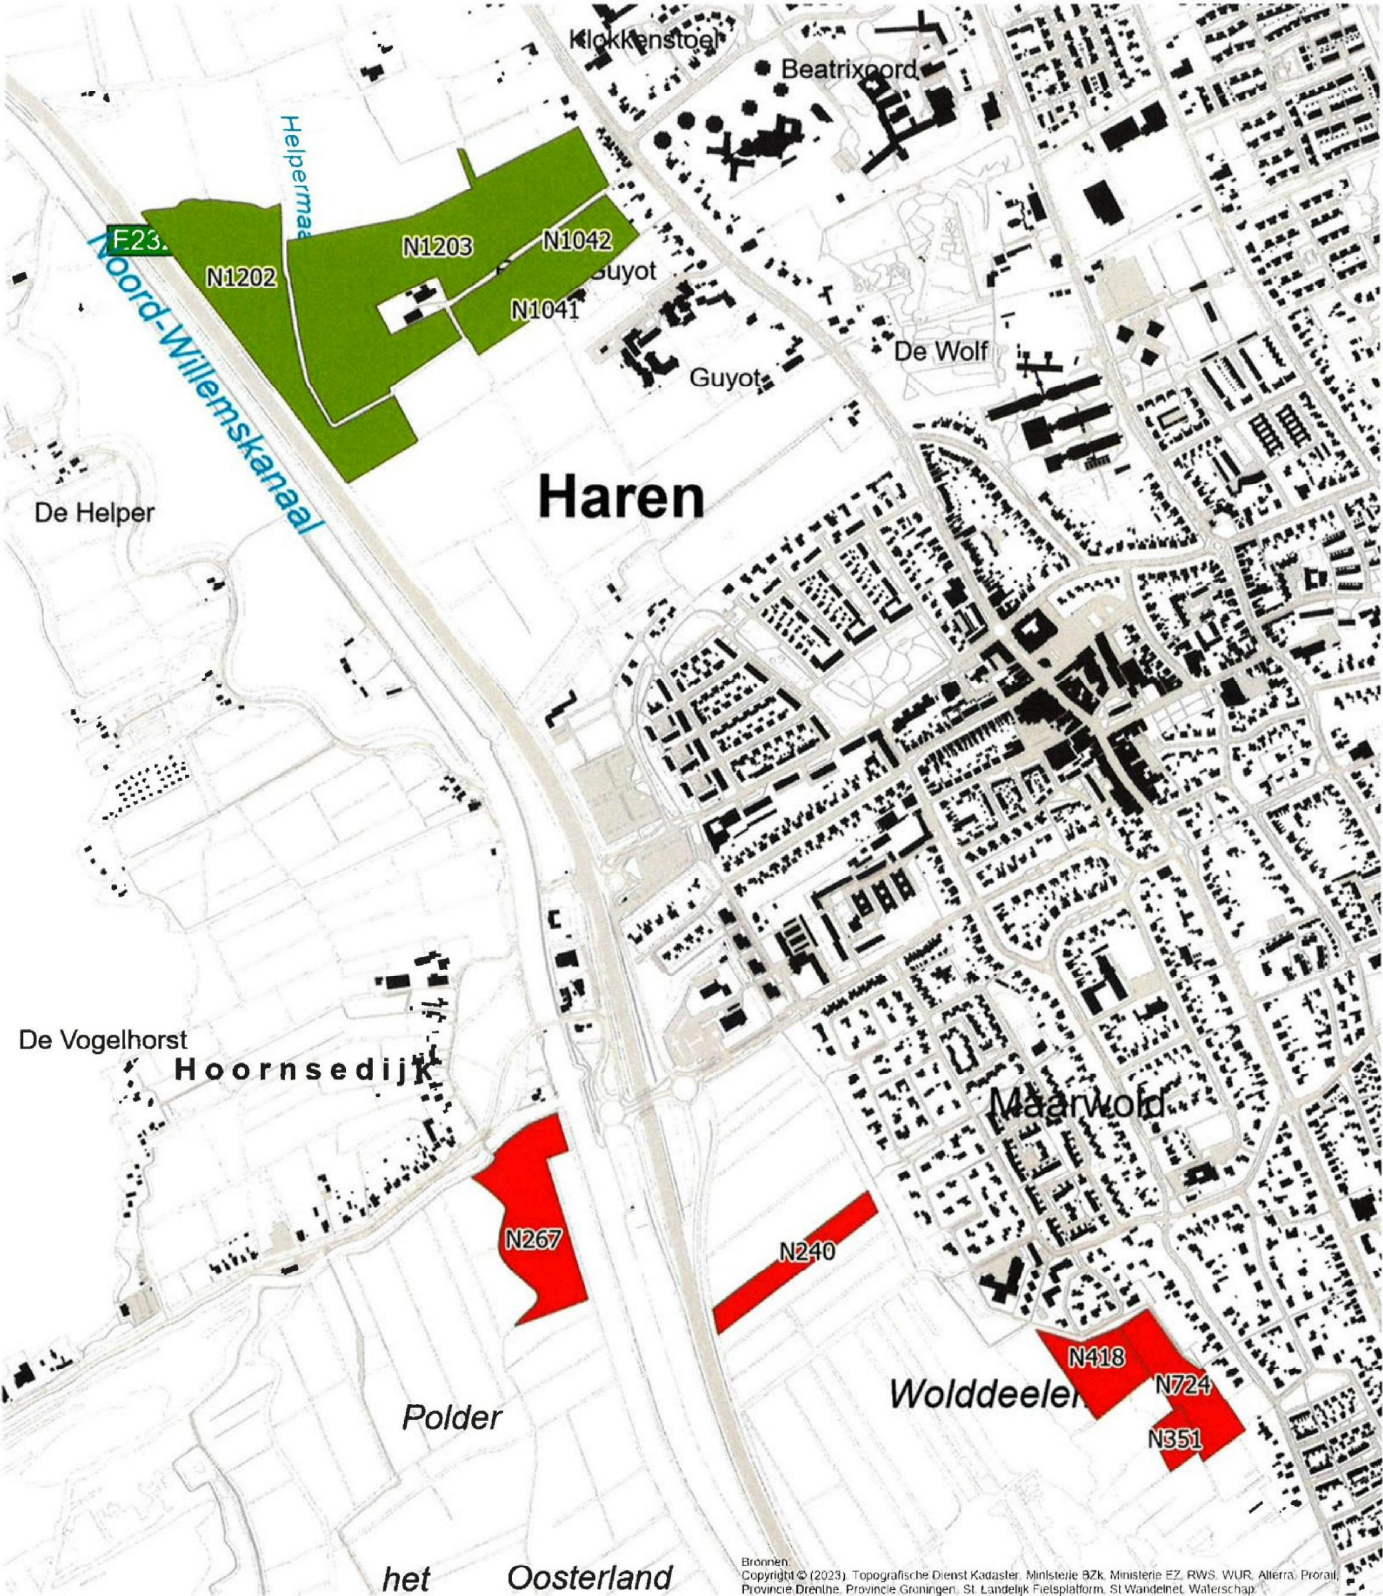 Klokkenstoel
Beatrixoord
Helpermaa
E23
N1203
N1042
N1202
Guyot
N1041
Noord-Willemskanaal
De Wolf
Guyot
Haren
De Helper
De Vogelhorst
Hoornsedijk
Maarwold
N267
N240
N418
N724
Wolddeelen
Polder
N351
het Oosterland
Bronnen:
Copyright © (2023), Topografische Dienst Kadaster, Ministerie BZk, Ministerie EZ, RWS, WUR, Alterra, Prorail,
Provincie Drenthe, Provincie Groningen, St. Landelijk Fietsplatform, St Wandelnet, Waterschap